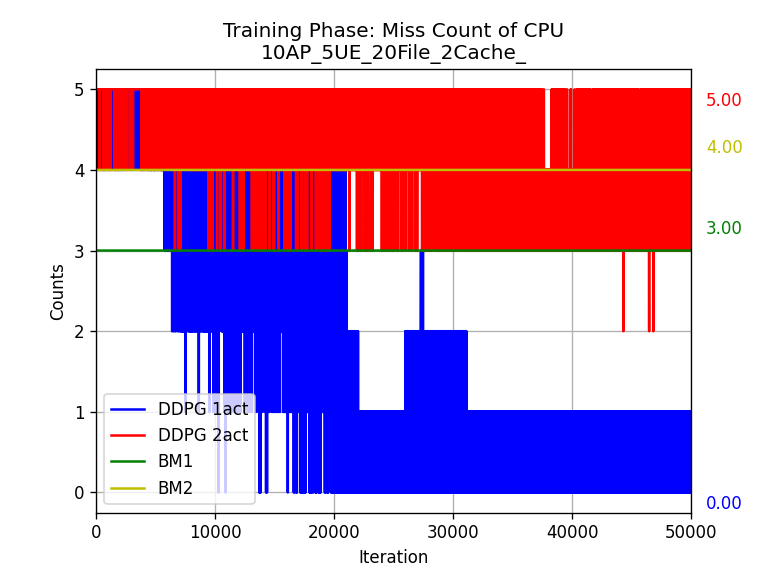 Training Phase: Miss Count of CPU
10AP_5UE_20File_2Cache_
5
4
3
2
1
0
Counts
5.00
4.00
3.00
0.00
DDPG 1act
DDPG 2act
BM1
BM2
0
10000
20000
30000
40000
50000
Iteration